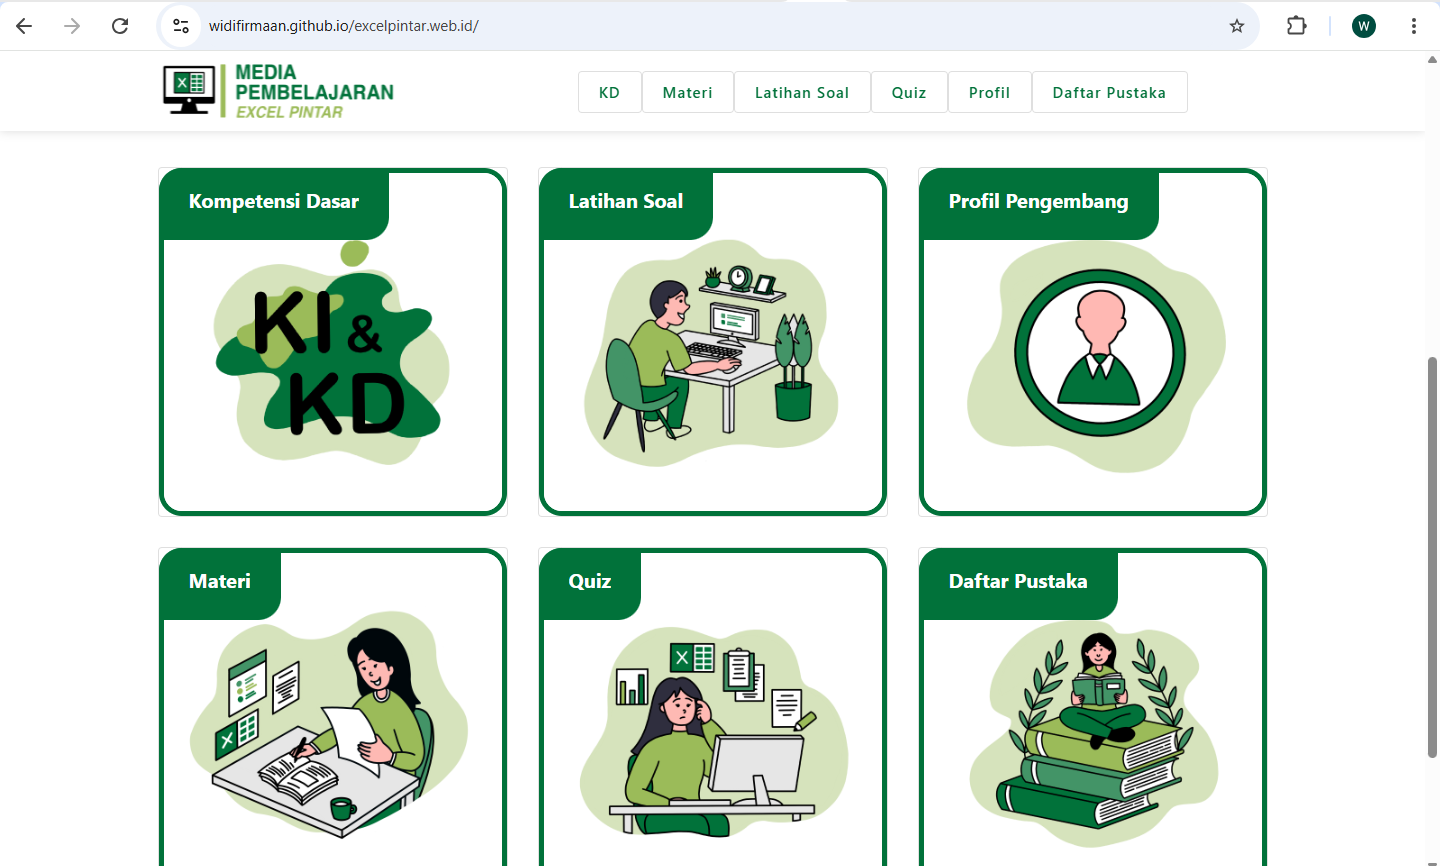 widifirmaan.github.io/excelpintar.web.id/
W
MEDIA
PEMBELAJARAN
EXCEL PINTAR
KD
Materi
Latihan Soal
Quiz
Profil
Daftar Pustaka
Kompetensi Dasar
KI &
KD
Latihan Soal
Profil Pengembang
Materi
X
Quiz
X
Daftar Pustaka